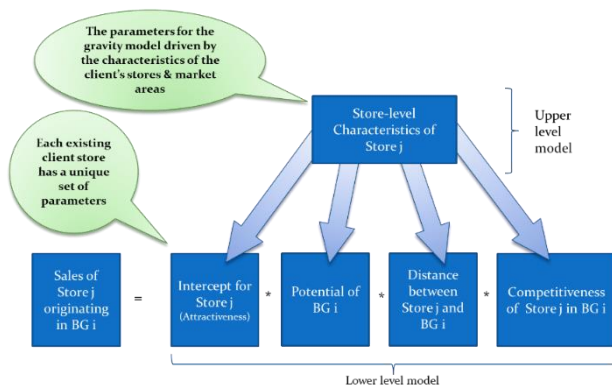 The parameters for the
gravity model driven by
the characteristics of the
client's stores & market
areas
Store-level
Characteristics of
Store j
Upper
level
model
Each existing
client store
has a unique
set of
parameters
Sales of
Store j
originating
in BG i
=
Intercept for
Store j
(Attractiveness)
*
Potential of
BG i
*
Distance
between
Store j and
BG i
*
Competitiveness
of Store j in BG i
Lower level model